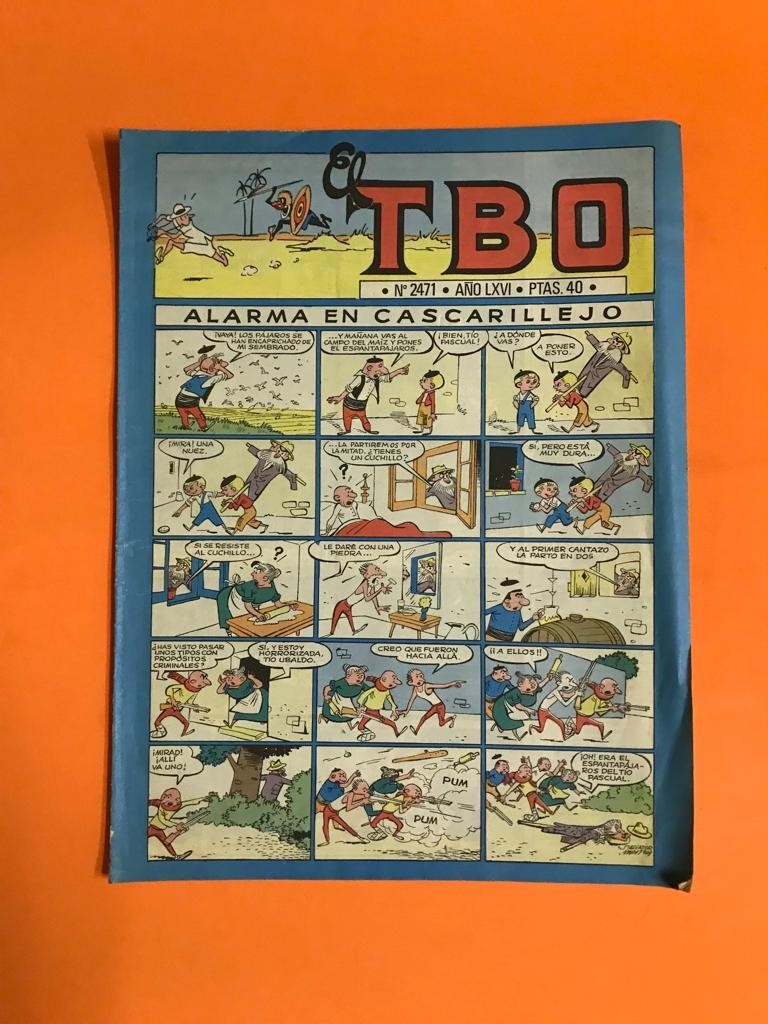 El TBO
• Nº 2471 • AÑO LXVI • PTAS. 40 •
ALARMA EN CASCARILLEJO
¡VAYA! LOS PÁJAROS SE
HAN ENCAPRICHADO DE
MI SEMBRADO.
...Y MAÑANA VAS AL
CAMPO DEL MAÍZ Y PONES
EL ESPANTAPÁJAROS.
¡BIEN, TÍO
PASCUAL!
¿A DÓNDE
VAS?
A PONER
ESTO.
¡MIRA! UNA
NUEZ.
...LA PARTIREMOS POR
LA MITAD. ¿TIENES
UN CUCHILLO?
?
SI, PERO ESTÁ
MUY DURA...
SI SE RESISTE
AL CUCHILLO...
?
LE DARÉ CON UNA
PIEDRA...
Y AL PRIMER CANTAZO
LA PARTO EN DOS
¿HAS VISTO PASAR
UNOS TIPOS CON
PROPÓSITOS
CRIMINALES?
SI, Y ESTOY
HORRORIZADA,
TÍO UBALDO.
CREO QUE FUERON
HACIA ALLÁ.
¡¡A ELLOS!!
¡MIRAD!
¡ALLÍ
VA UNO!
PUM
PUM
¡OH! ERA EL
ESPANTAPÁJA-
ROS DEL TÍO
PASCUAL.